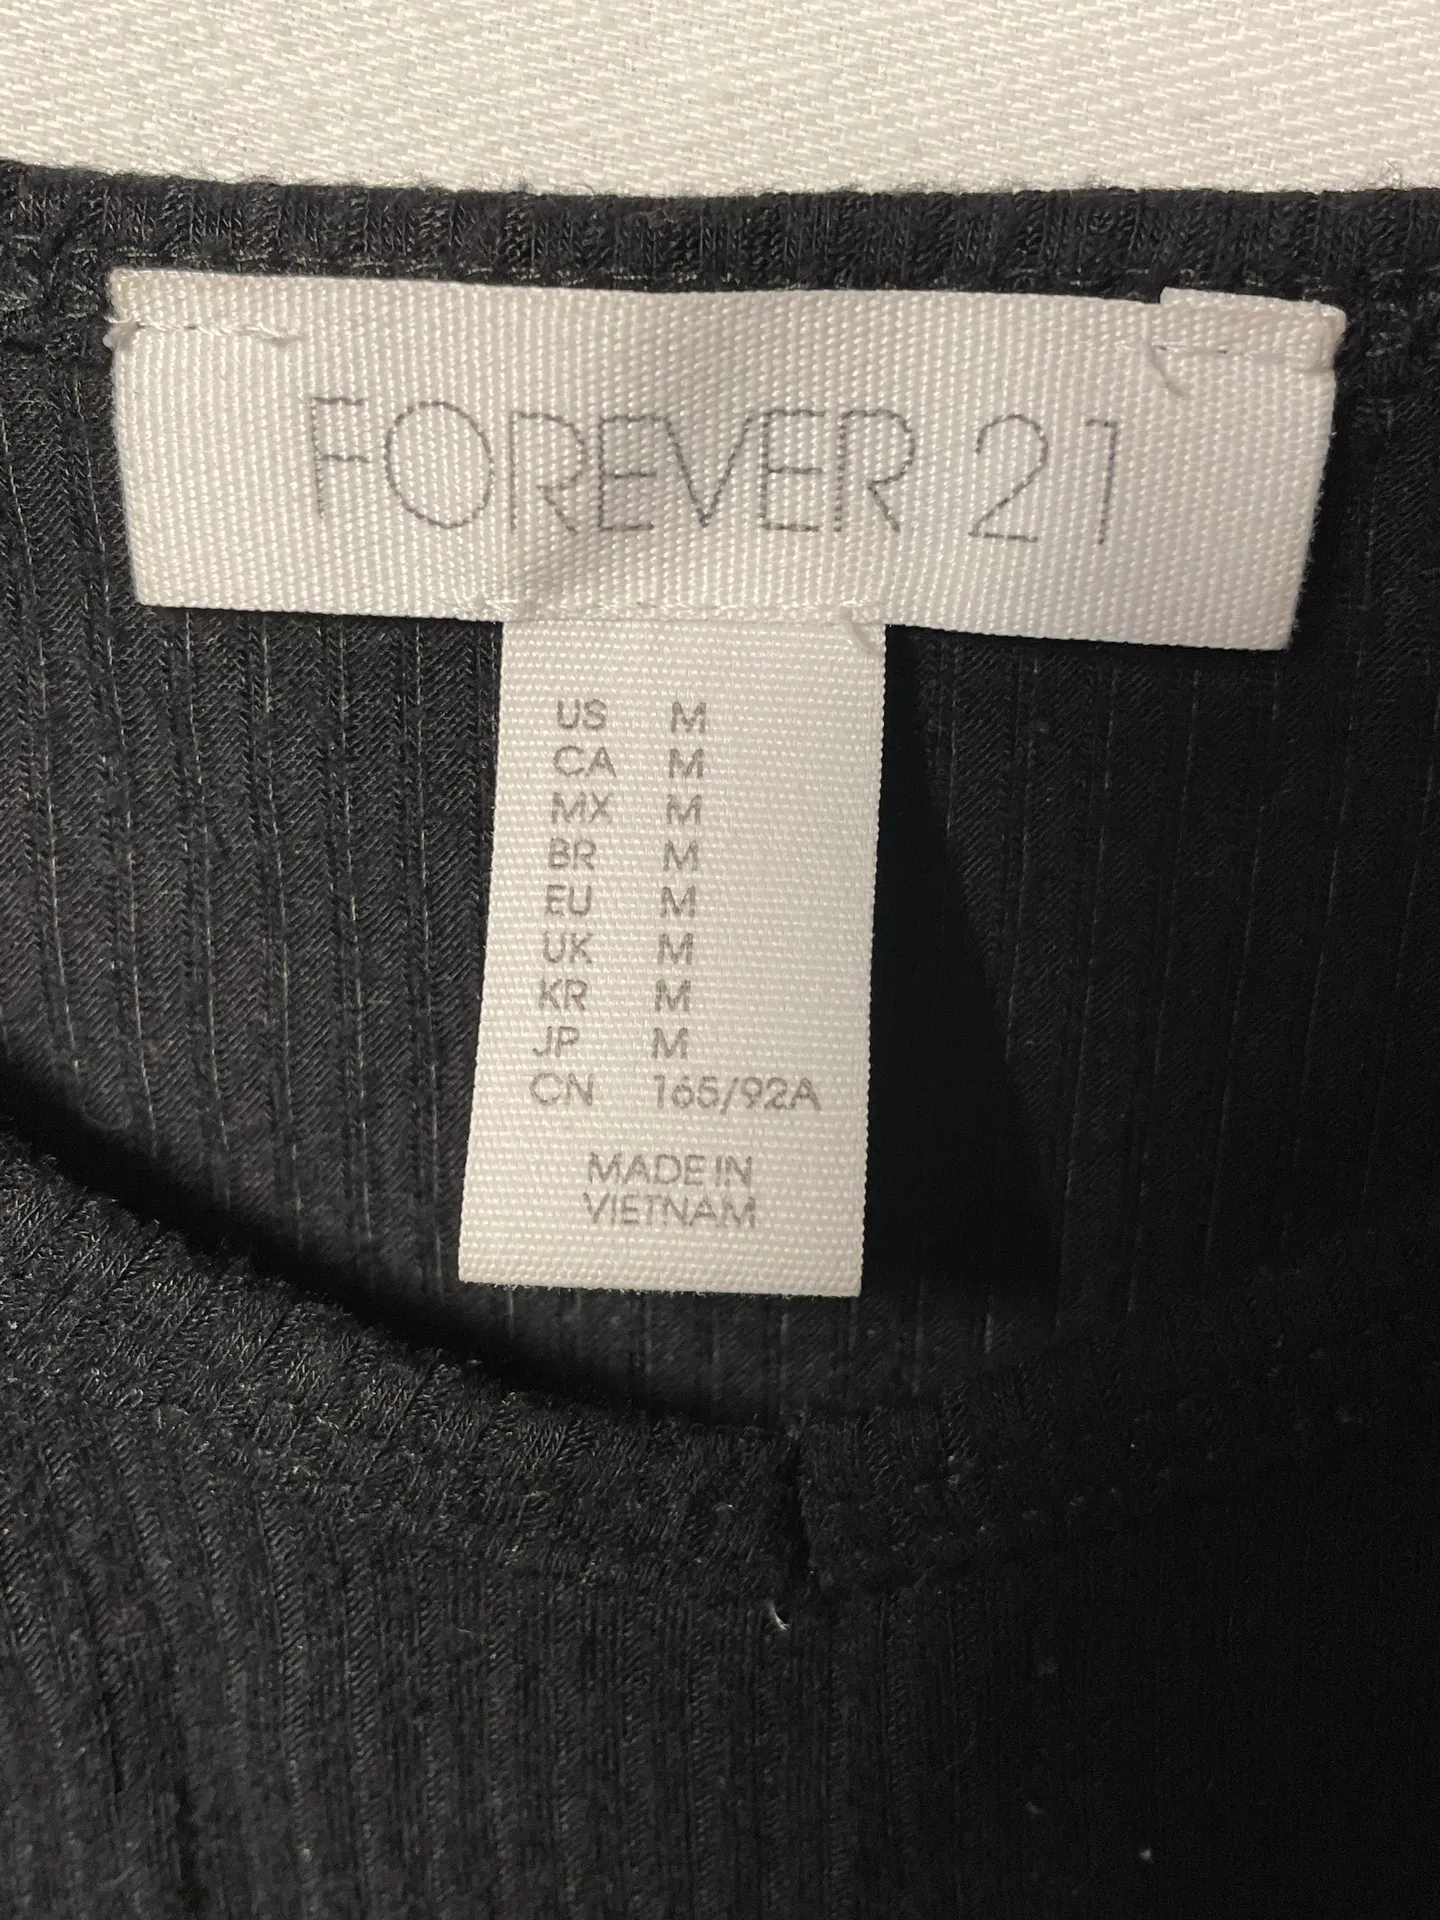 FOREVER 21
US M
CA M
MX M
BR M
EU M
UK M
KR M
JP M
CN 165/92A
MADE IN
VIETNAM